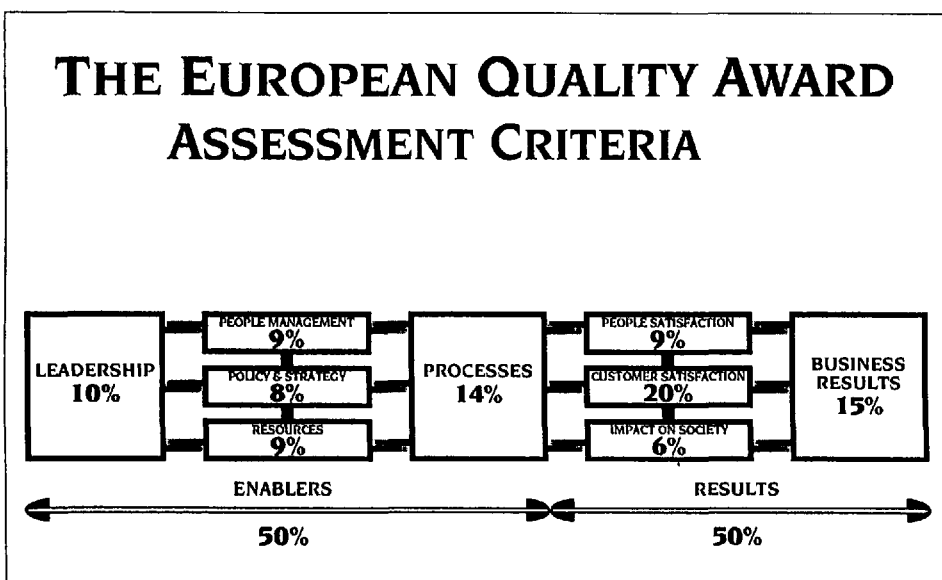 THE EUROPEAN QUALITY AWARD
ASSESSMENT CRITERIA
LEADERSHIP
10%
PEOPLE MANAGEMENT
9%
POLICY & STRATEGY
8%
RESOURCES
9%
PROCESSES
14%
PEOPLE SATISFACTION
9%
CUSTOMER SATISFACTION
20%
IMPACT ON SOCIETY
6%
BUSINESS
RESULTS
15%
ENABLERS
50%
RESULTS
50%